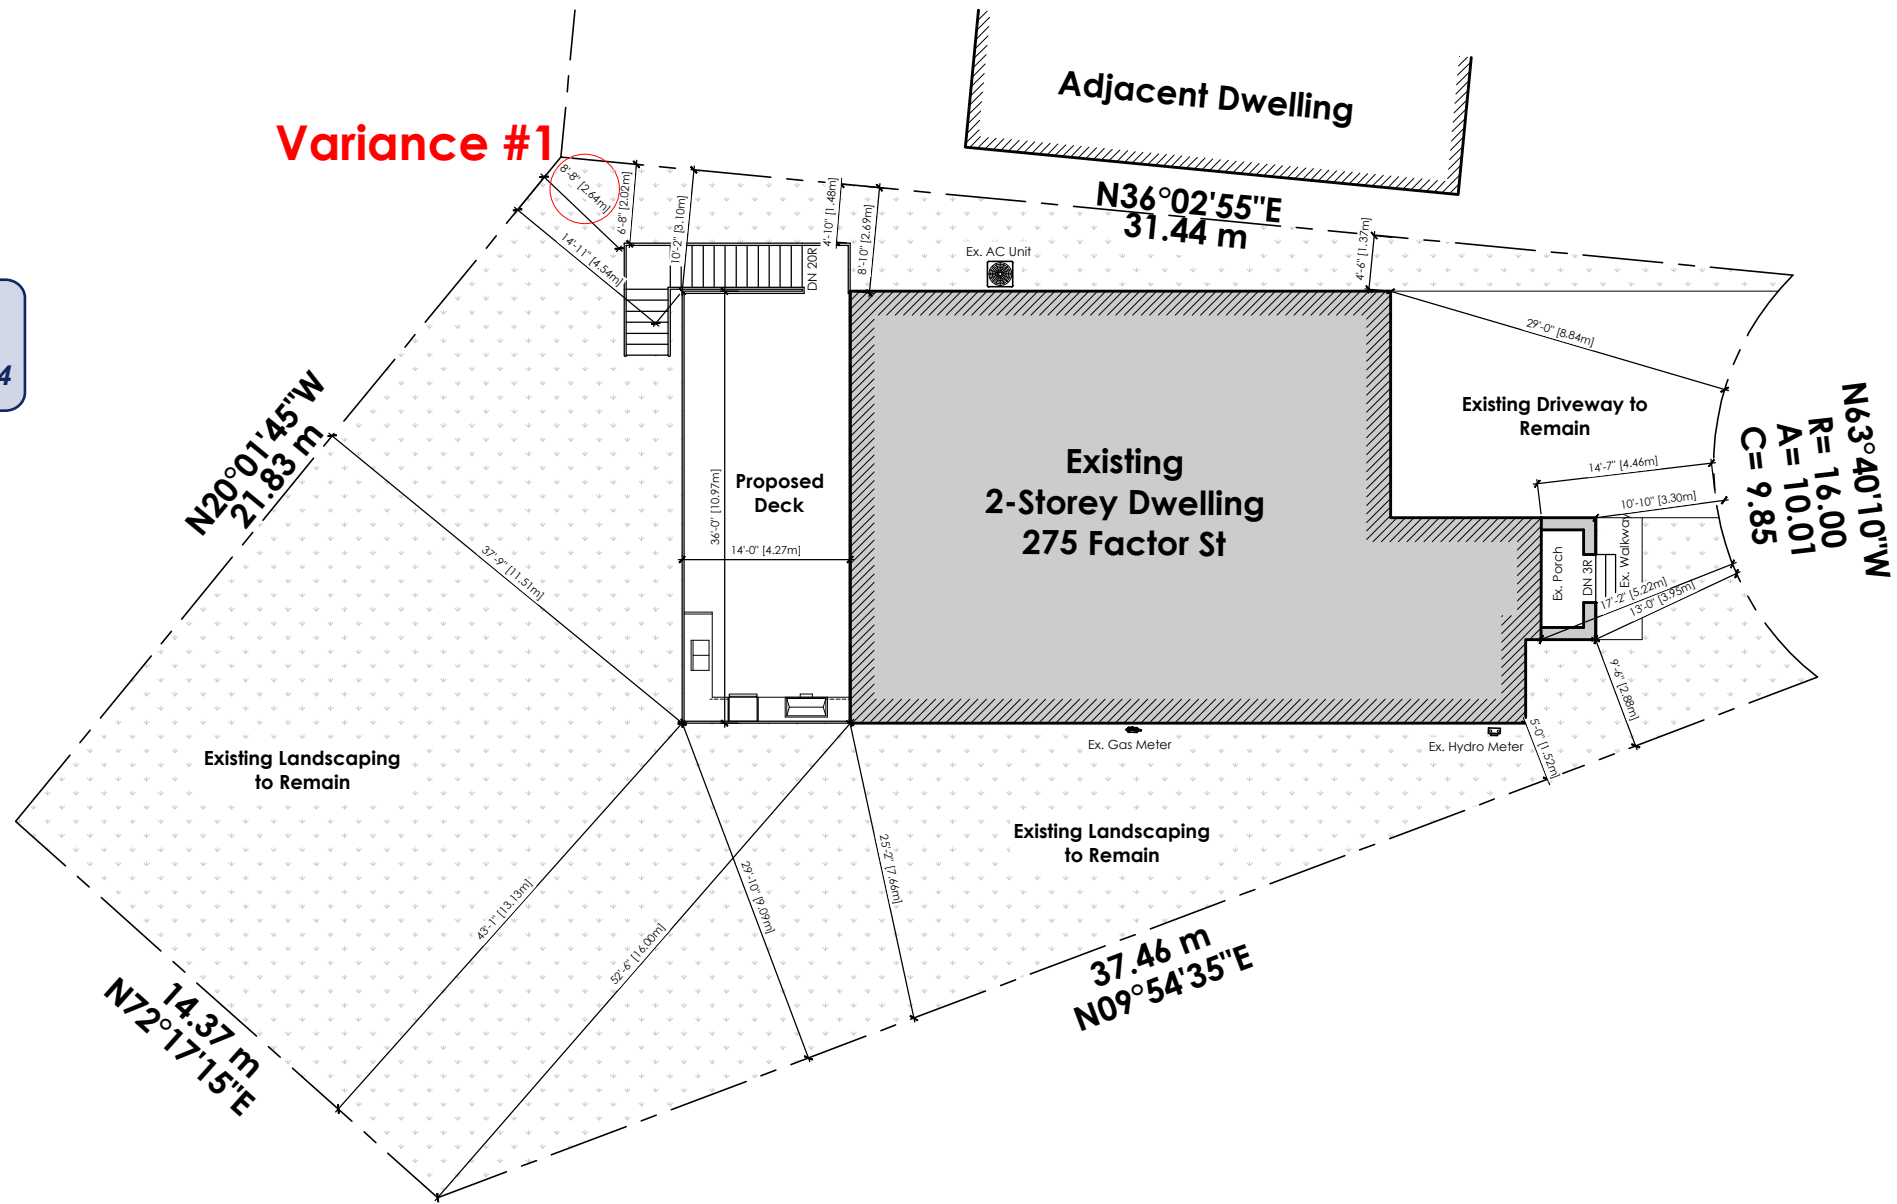 Adjacent Dwelling
Variance #1
8'-8" [2.64m]
6'-8" [2.02m]
10'-2" [3.10m]
4'-10" [1.48m]
8'-10" [2.69m]
14'-11" [4.54m]
N36°02'55"E
31.44 m
4'-6" [1.37m]
Ex. AC Unit
DN 20R
29'-0" [8.84m]
4
N20°01'45"W
21.83 m
Existing Driveway to
Remain
N63°40'10"W
R= 16.00
A= 10.01
C= 9.85
14'-7" [4.46m]
10'-10" [3.30m]
Existing
2-Storey Dwelling
275 Factor St
Proposed
Deck
36'-0" [10.97m]
14'-0" [4.27m]
37'-9" [11.51m]
Ex. Porch
DN 3R
Ex. Walkway
17'-2" [5.22m]
13'-0" [3.95m]
9'-6" [2.88m]
5'-0" [1.52m]
Ex. Gas Meter
Ex. Hydro Meter
Existing Landscaping
to Remain
Existing Landscaping
to Remain
43'-1" [13.13m]
52'-6" [16.00m]
29'-10" [9.09m]
25'-2" [7.66m]
37.46 m
N09°54'35"E
14.37 m
N72°17'15"E